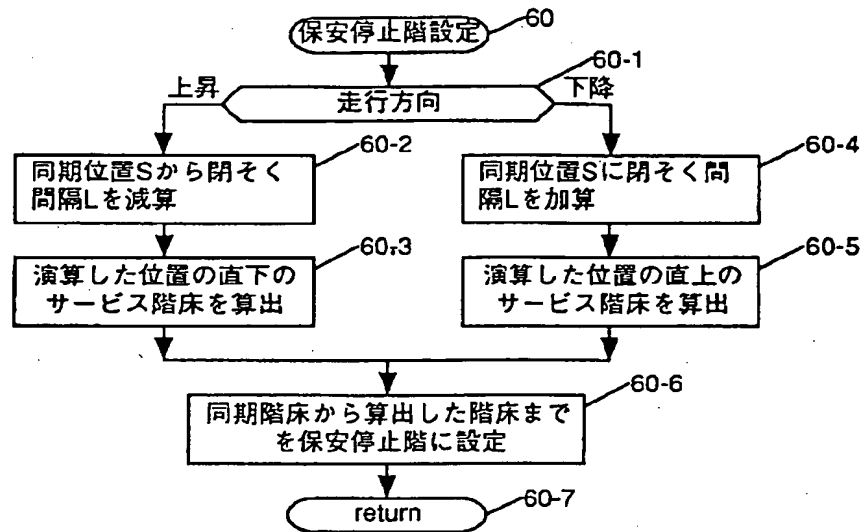 保安停止階設定
60
60-1
上昇
走行方向
下降
60-2
同期位置Sから閉そく
間隔Lを減算
60-4
同期位置Sに閉そく間
隔Lを加算
60-3
演算した位置の直下の
サービス階床を算出
60-5
演算した位置の直上の
サービス階床を算出
60-6
同期階床から算出した階床まで
を保安停止階に設定
return
60-7